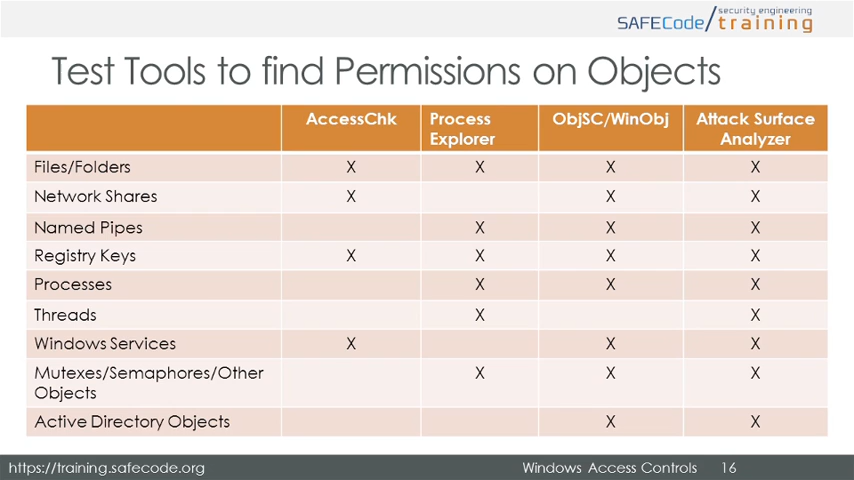 security engineering
SAFECode/training
Test Tools to find Permissions on Objects
AccessChk Process Explorer ObjSC/WinObj Attack Surface Analyzer
Files/Folders X X X X
Network Shares X X X
Named Pipes X X X
Registry Keys X X X X
Processes X X X
Threads X X
Windows Services X X X
Mutexes/Semaphores/Other Objects X X X
Active Directory Objects X X
https://training.safecode.org Windows Access Controls 16